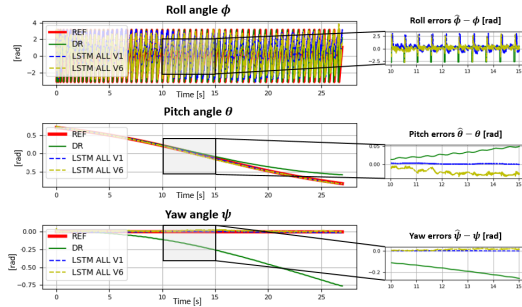 Roll angle ϕ
[rad]
4
2
0
−2
REF
DR
LSTM ALL V1
LSTM ALL V6
0 5 10 15 20 25
Time [s]
Roll errors ϕ̂ − ϕ [rad]
2.5
0.0
−2.5
10 11 12 13 14 15
Pitch angle θ
[rad]
0.5
0.0
0.5
REF
DR
LSTM ALL V1
LSTM ALL V6
0 5 10 15 20 25
Time [s]
Pitch errors θ̂ − θ [rad]
0.05
0.00
10 11 12 13 14 15
Yaw angle ψ
[rad]
0.00
−0.25
−0.50
−0.75
REF
DR
LSTM ALL V1
LSTM ALL V6
0 5 10 15 20 25
Time [s]
Yaw errors ψ̂ − ψ [rad]
0.0
−0.2
10 11 12 13 14 15